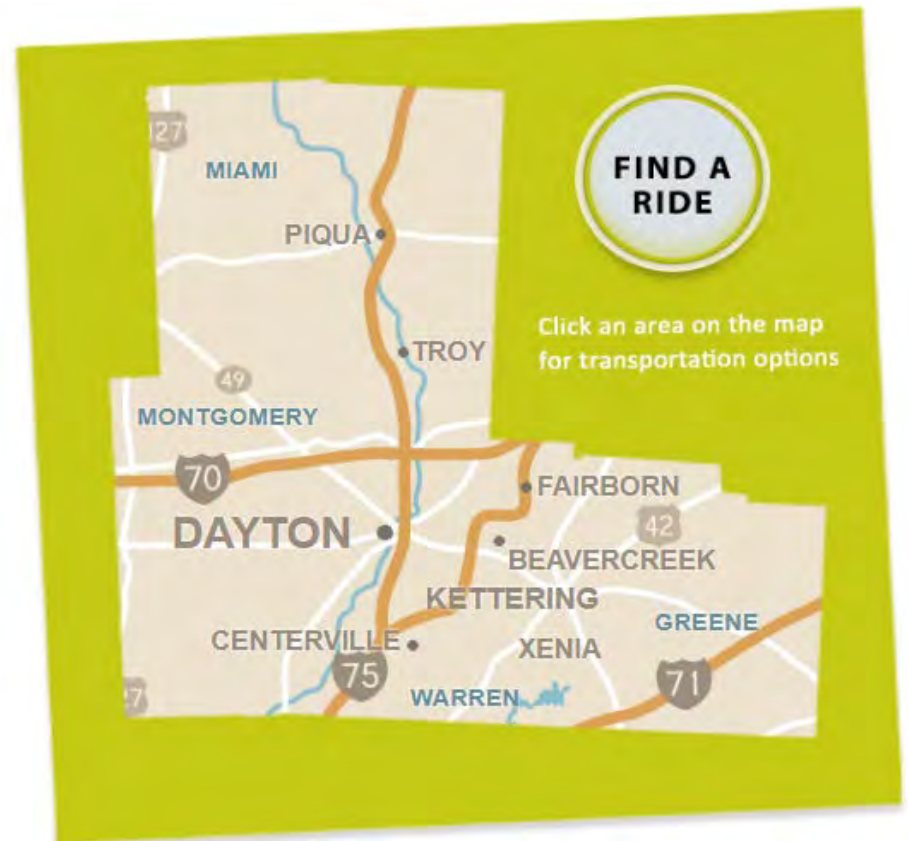 127
MIAMI
FIND A
RIDE
PIQUA
Click an area on the map
for transportation options
TROY
49
MONTGOMERY
70
FAIRBORN
DAYTON
42
BEAVERCREEK
KETTERING
GREENE
CENTERVILLE
XENIA
75
71
WARREN
27